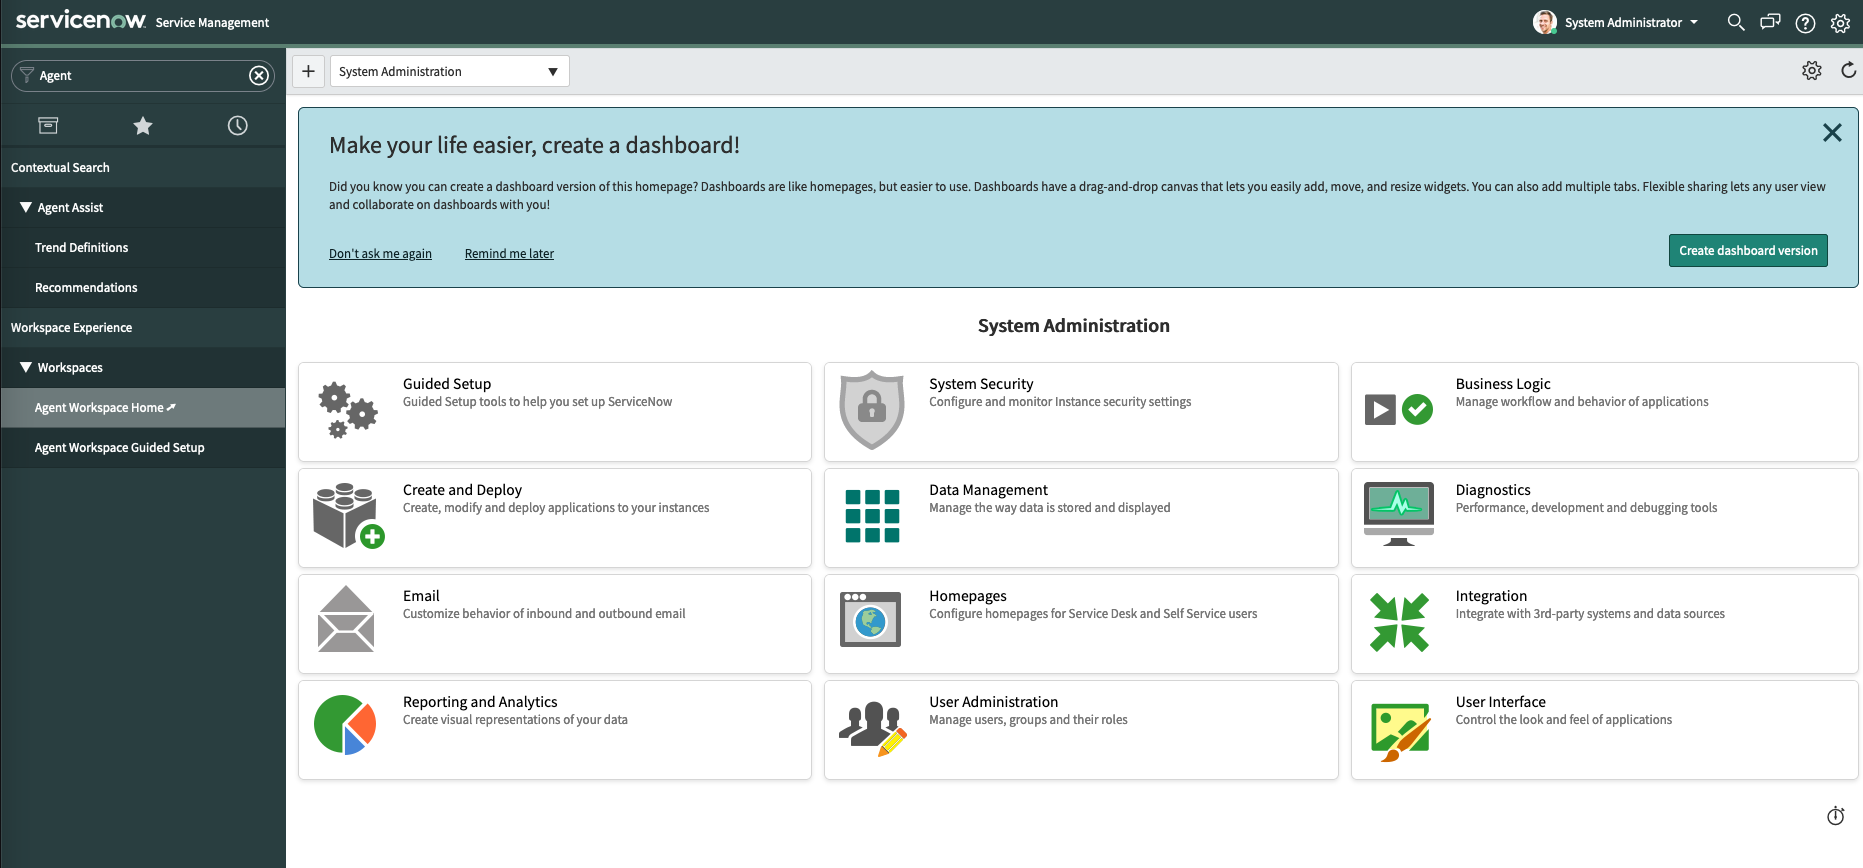 servicenow Service Management
System Administrator
Agent
Contextual Search
Agent Assist
Trend Definitions
Recommendations
Workspace Experience
Workspaces
Agent Workspace Home
Agent Workspace Guided Setup
System Administration
Make your life easier, create a dashboard!
Did you know you can create a dashboard version of this homepage? Dashboards are like homepages, but easier to use. Dashboards have a drag-and-drop canvas that lets you easily add, move, and resize widgets. You can also add multiple tabs. Flexible sharing lets any user view
and collaborate on dashboards with you!
Don't ask me again
Remind me later
Create dashboard version
System Administration
Guided Setup
Guided Setup tools to help you set up ServiceNow
System Security
Configure and monitor Instance security settings
Business Logic
Manage workflow and behavior of applications
Create and Deploy
Create, modify and deploy applications to your instances
Data Management
Manage the way data is stored and displayed
Diagnostics
Performance, development and debugging tools
Email
Customize behavior of inbound and outbound email
Homepages
Configure homepages for Service Desk and Self Service users
Integration
Integrate with 3rd-party systems and data sources
Reporting and Analytics
Create visual representations of your data
User Administration
Manage users, groups and their roles
User Interface
Control the look and feel of applications